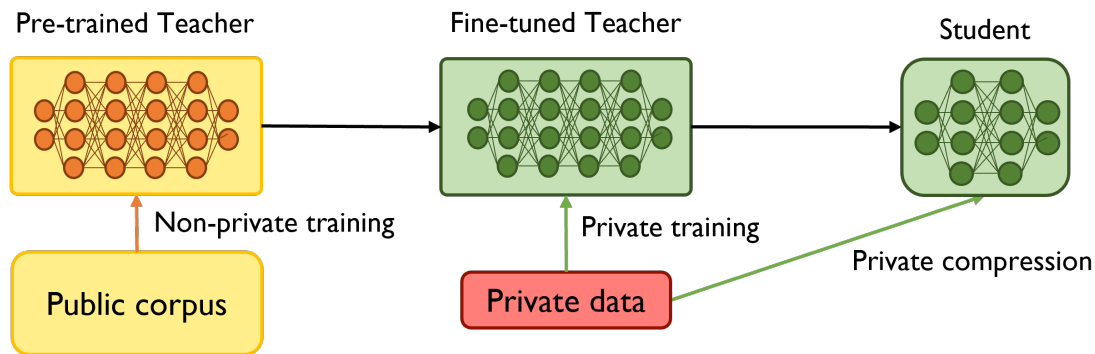 Pre-trained Teacher
Fine-tuned Teacher
Student
Non-private training
Private training
Private compression
Public corpus
Private data